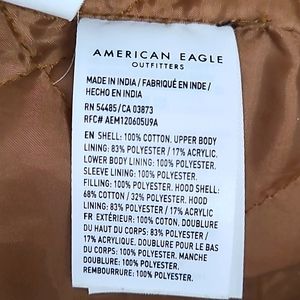 AMERICAN EAGLE
OUTFITTERS
MADE IN INDIA / FABRIQUÉ EN INDE /
HECHO EN INDIA
RN 54485/CA 03873
RFC# AEM120605U9A
EN SHELL: 100% COTTON. UPPER BODY
LINING: 83% POLYESTER / 17% ACRYLIC.
LOWER BODY LINING: 100% POLYESTER.
SLEEVE LINING: 100% POLYESTER.
FILLING: 100% POLYESTER. HOOD SHELL:
68% COTTON / 32% POLYESTER. HOOD
LINING: 83% POLYESTER / 17% ACRYLIC
FR EXTÉRIEUR: 100% COTON, DOUBLURE
DU HAUT DU CORPS: 83% POLYESTER /
17% ACRYLIQUE. DOUBLURE POUR LE BAS
DU CORPS: 100% POLYESTER. MANCHE
DOUBLURE: 100% POLYESTER.
REMBOURRURE: 100% POLYESTER.